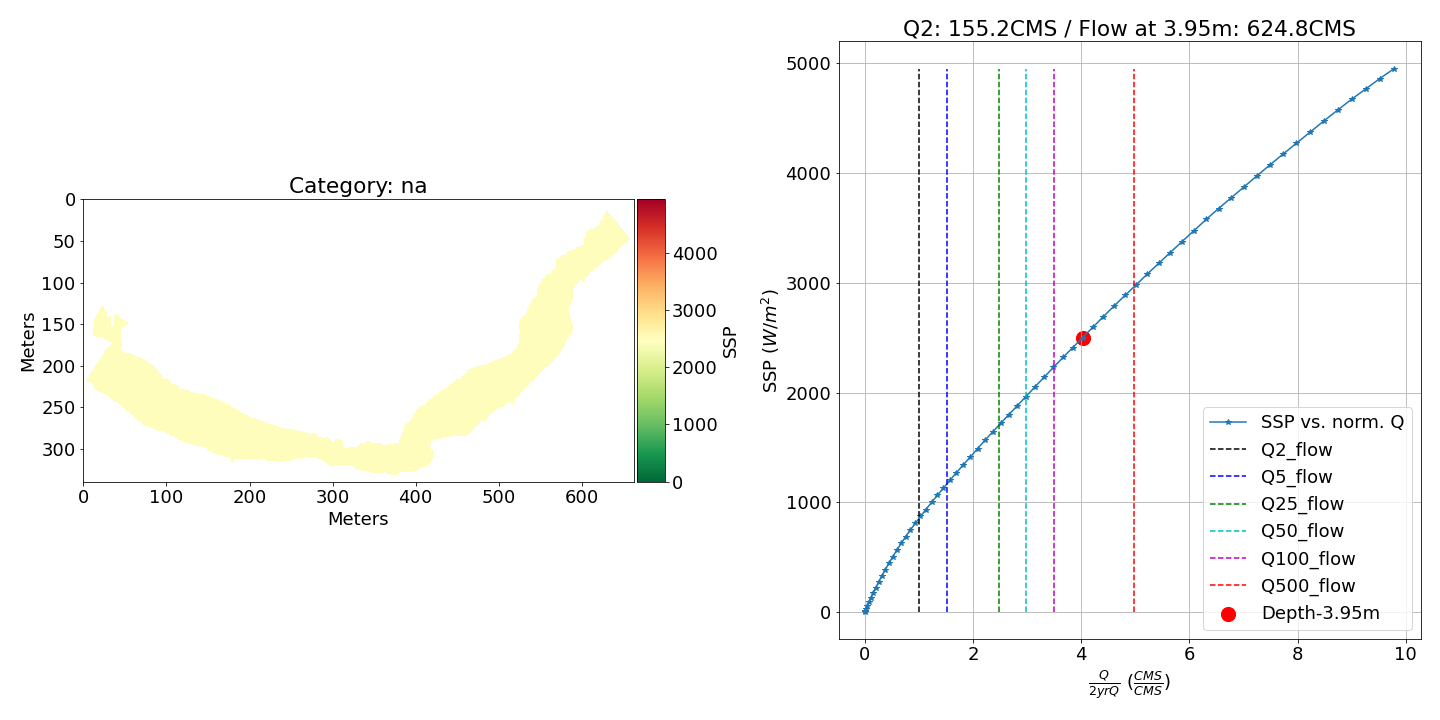 Category: na
0
50
100
150
200
250
300
Meters
0 100 200 300 400 500 600
Meters
4000
3000
2000
1000
0
SSP
Q2: 155.2CMS / Flow at 3.95m: 624.8CMS
5000
4000
3000
2000
1000
0
SSP (W/m²)
0 2 4 6 8 10
Q/2yrQ (CMS/CMS)
SSP vs. norm. Q
Q2_flow
Q5_flow
Q25_flow
Q50_flow
Q100_flow
Q500_flow
Depth-3.95m